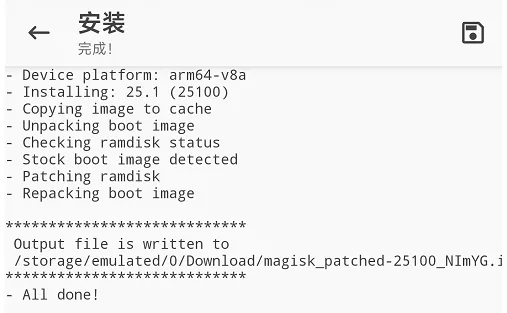 安装
完成!
- Device platform: arm64-v8a
- Installing: 25.1 (25100)
- Copying image to cache
- Unpacking boot image
- Checking ramdisk status
- Stock boot image detected
- Patching ramdisk
- Repacking boot image
****************************
Output file is written to
/storage/emulated/0/Download/magisk_patched-25100_NImYG.i
****************************
- All done!